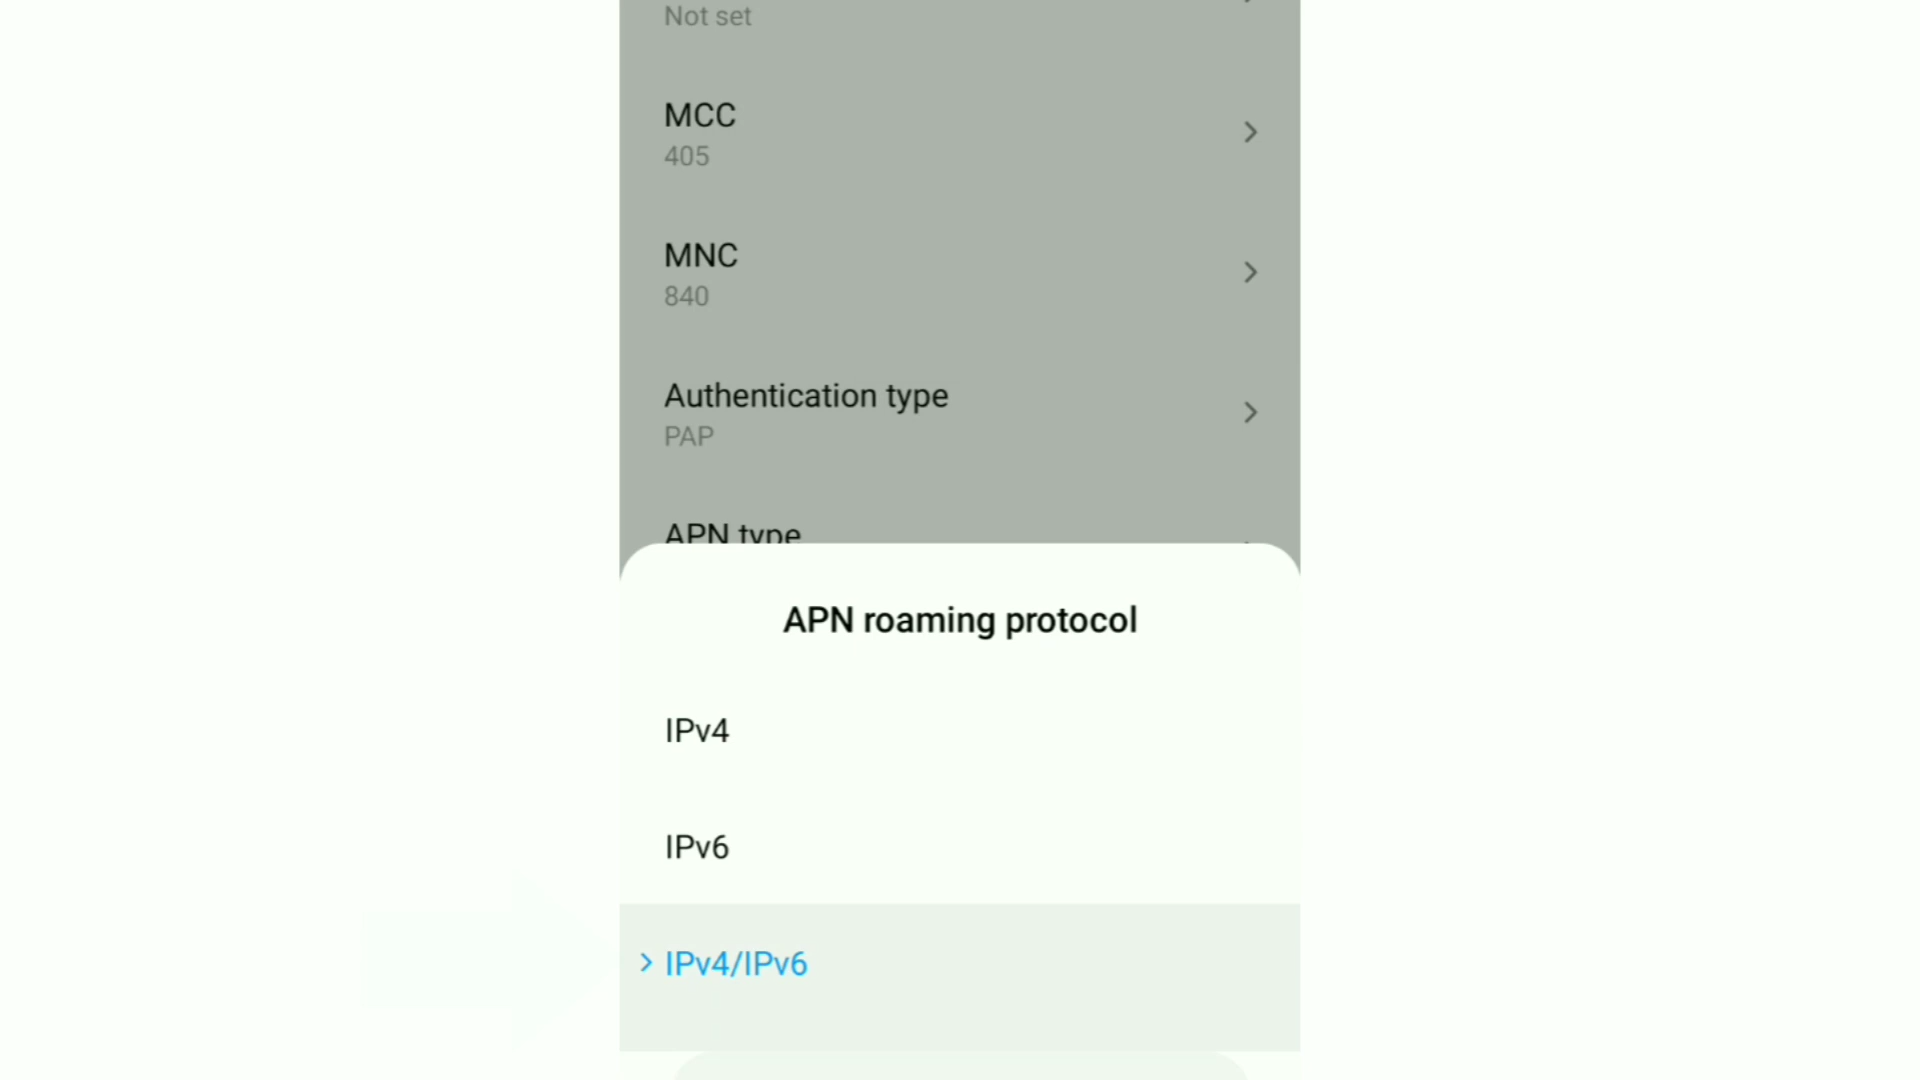 Not set
MCC
405
MNC
840
Authentication type
PAP
APN type
APN roaming protocol
IPv4
IPv6
IPv4/IPv6